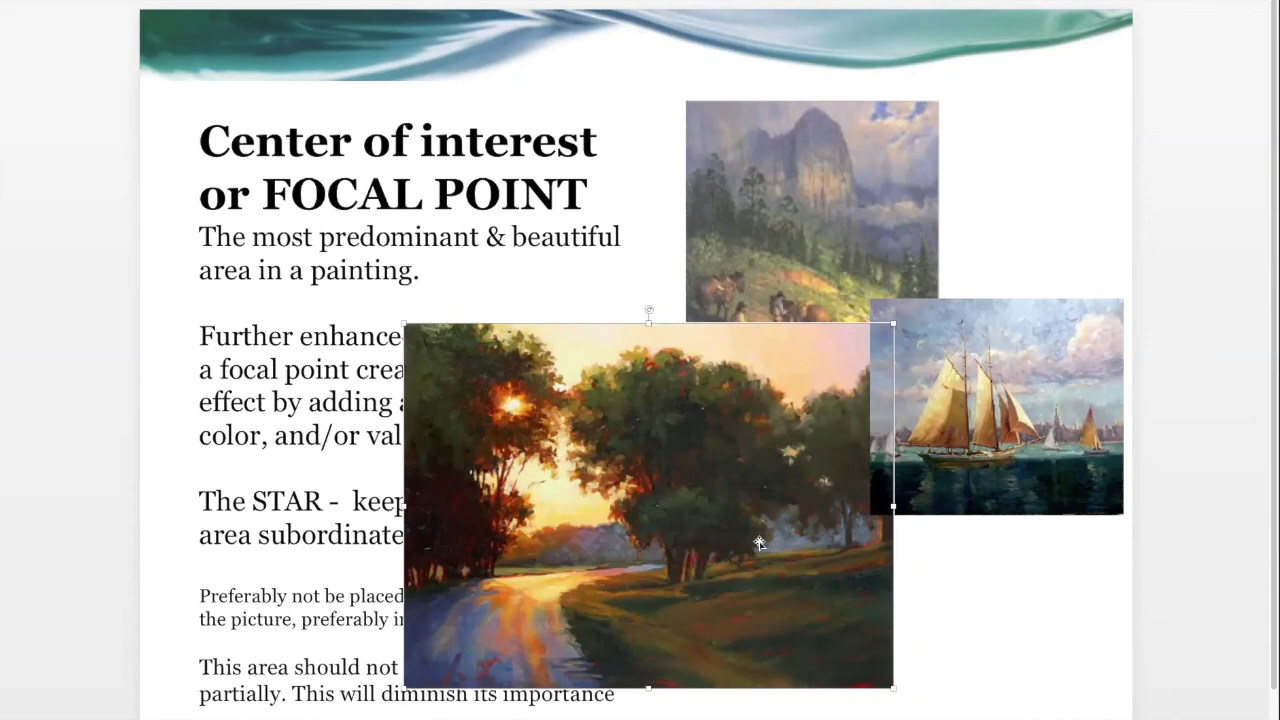 Center of interest
or FOCAL POINT
The most predominant & beautiful
area in a painting.
Further enhance
a focal point crea
effect by adding
color, and/or val
The STAR - keep
area subordinate
Preferably not be placed
the picture, preferably in
This area should not
partially. This will diminish its importance